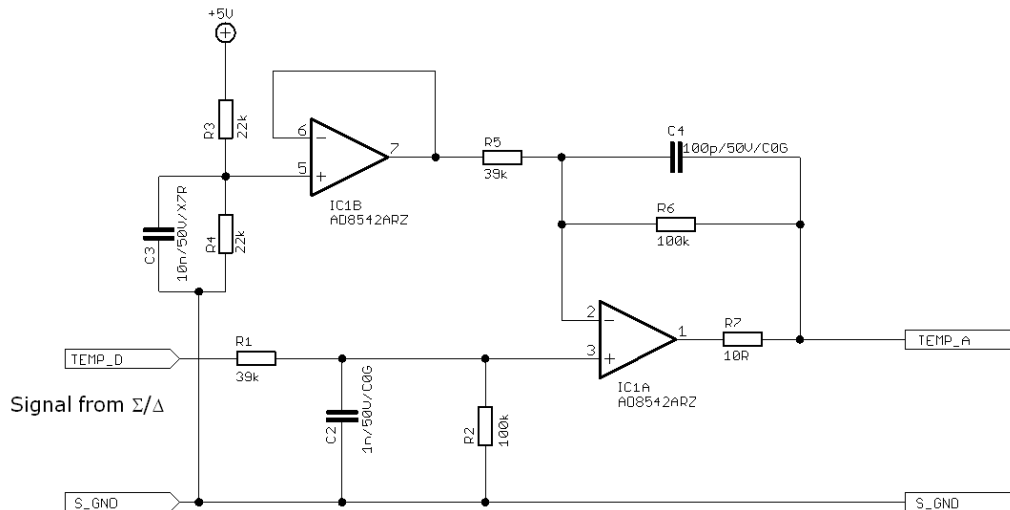 +5V
R3
22k
6
5
7
IC1B
AD8542ARZ
R5
39k
C4
100p/50V/C0G
R6
100k
C3
10n/50V/X7R
R4
22k
2
3
1
IC1A
AD8542ARZ
R7
10R
TEMP_A
TEMP_D
R1
39k
Signal from Σ/Δ
C2
1n/50V/C0G
R2
100k
S_GND
S_GND